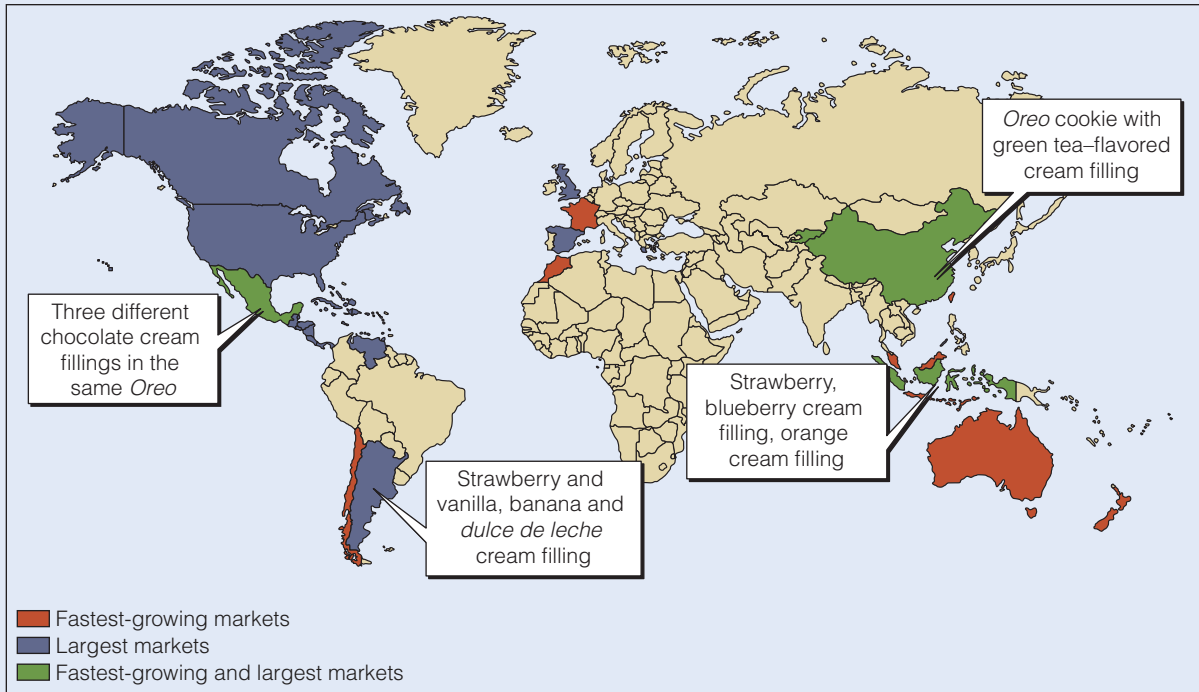 Oreo cookie with
green tea–flavored
cream filling
Three different
chocolate cream
fillings in the
same Oreo
Strawberry,
blueberry cream
filling, orange
cream filling
Strawberry and
vanilla, banana and
dulce de leche
cream filling
Fastest-growing markets
Largest markets
Fastest-growing and largest markets